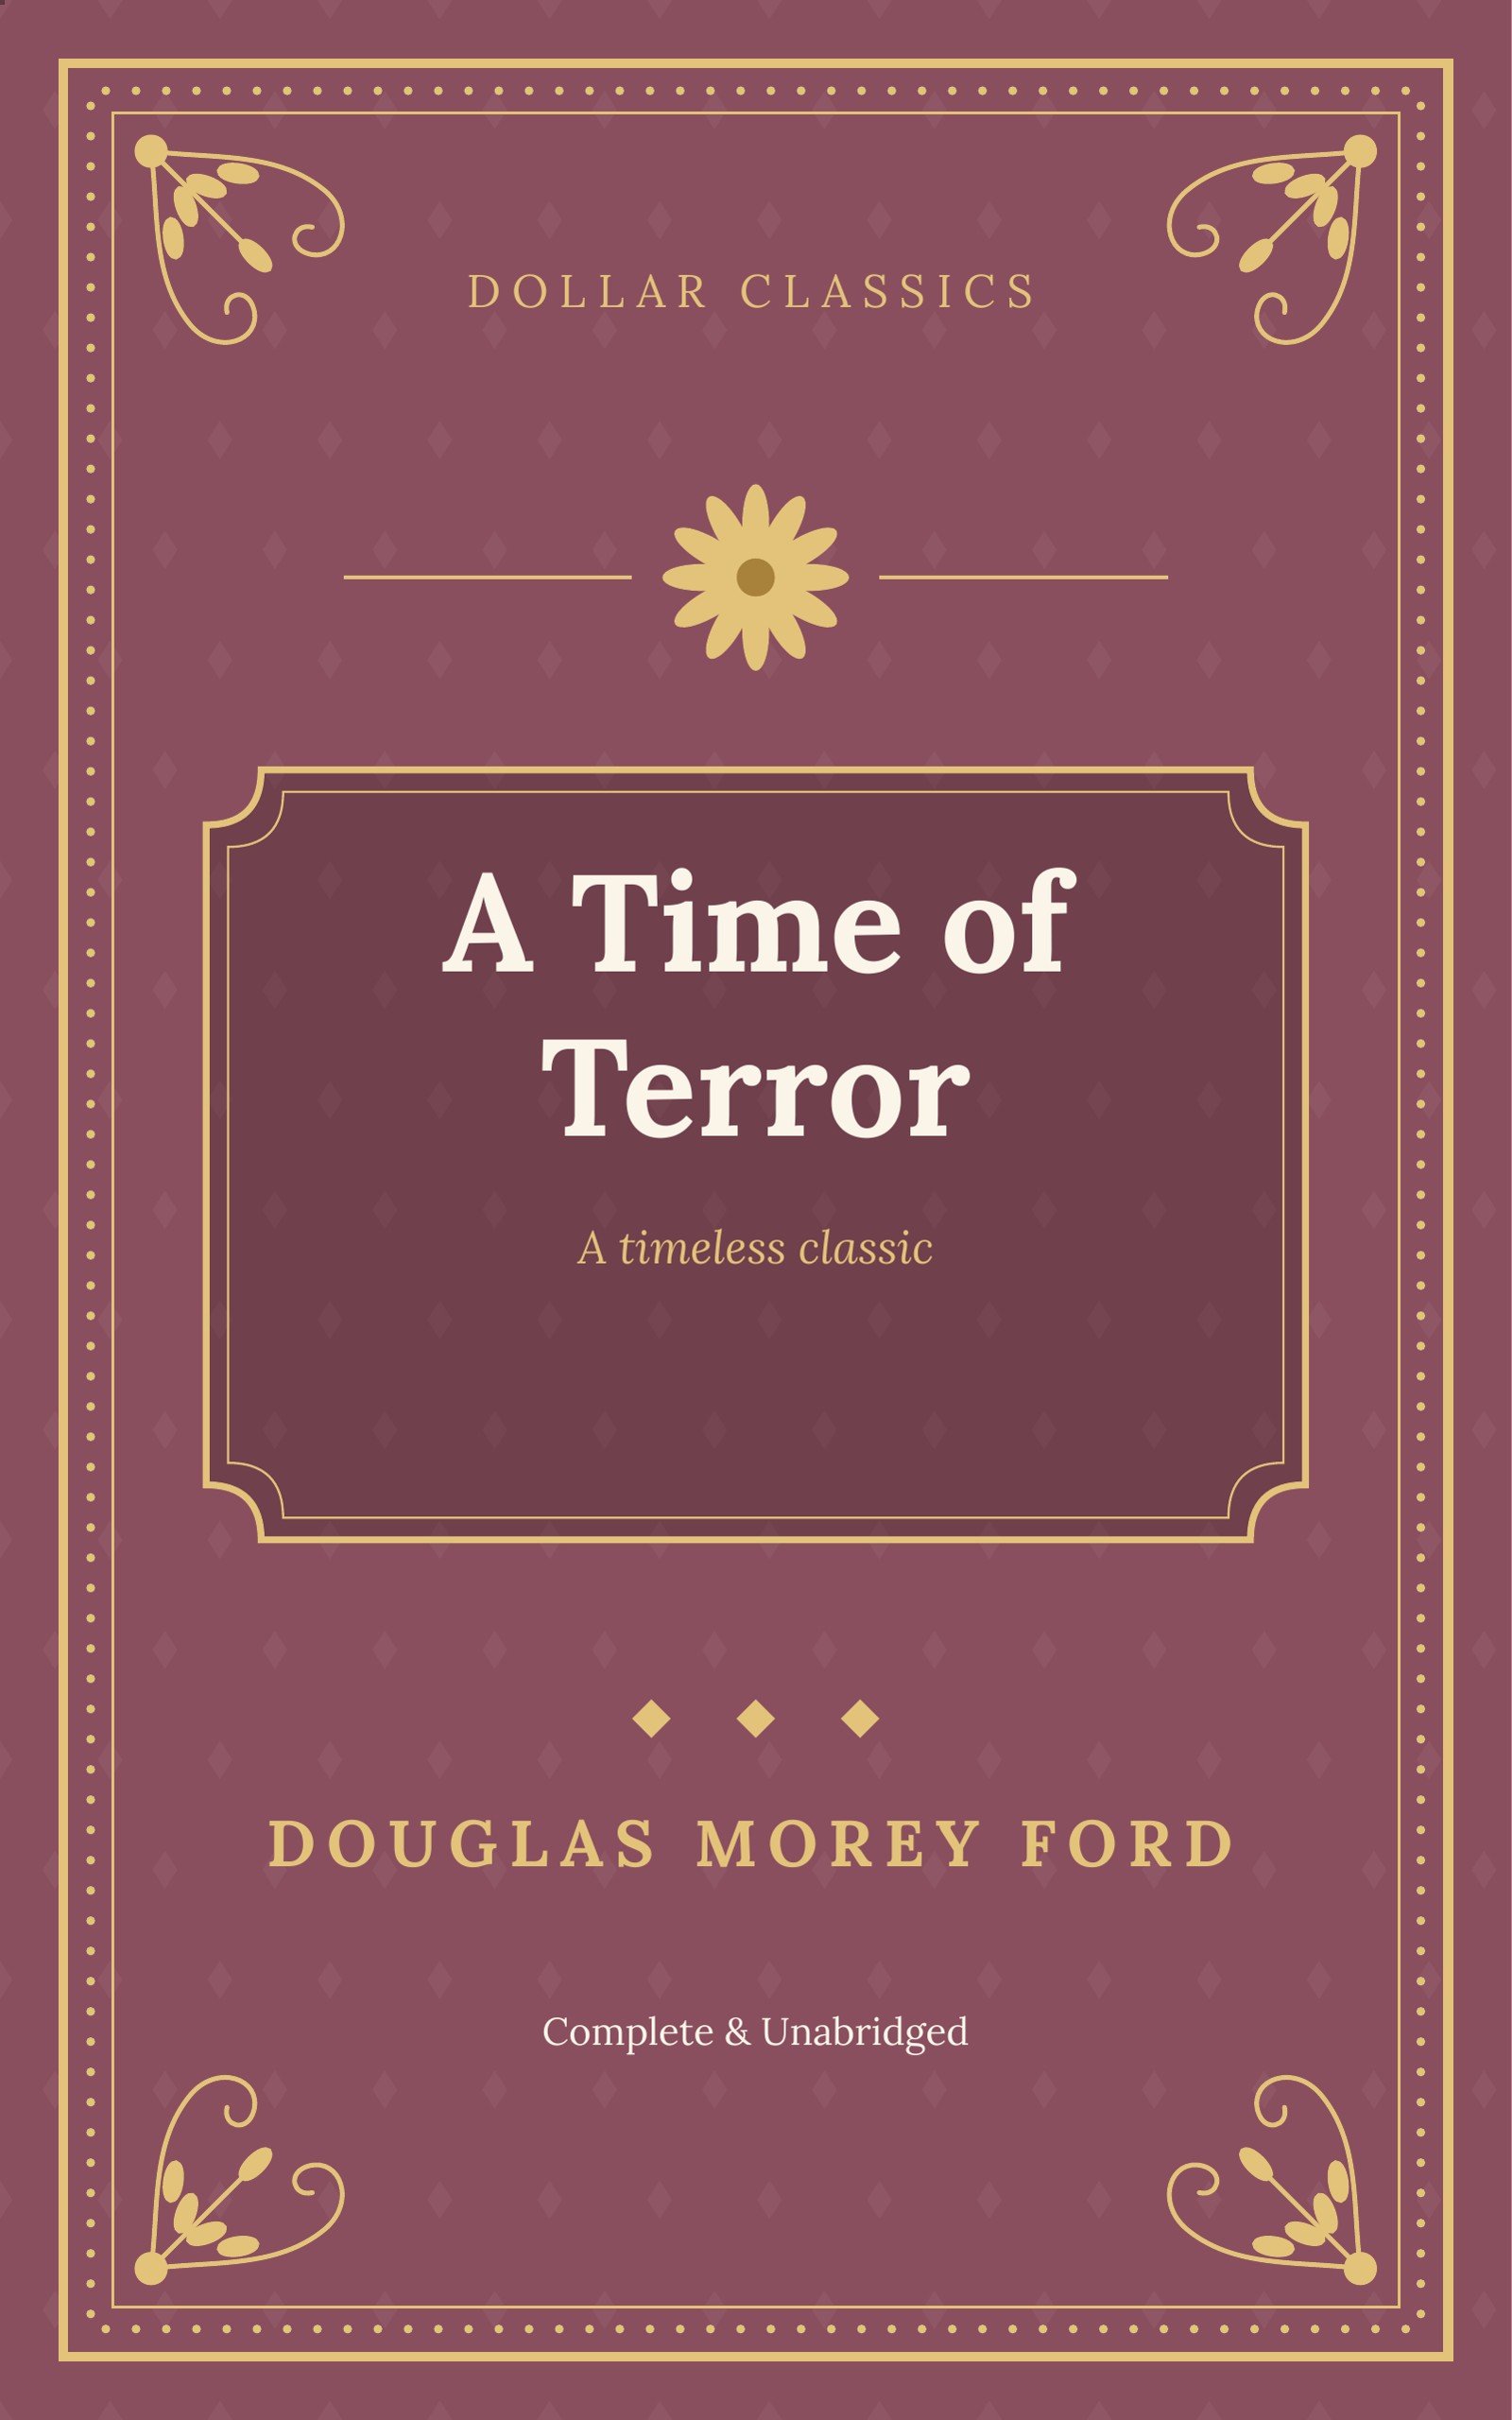 DOLLAR CLASSICS
A Time of
Terror
A timeless classic
DOUGLAS MOREY FORD
Complete & Unabridged